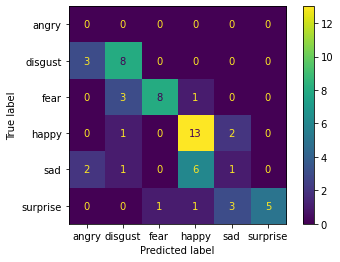 angry 0 0 0 0 0 0
disgust 3 8 0 0 0 0
fear 0 3 8 1 0 0
happy 0 1 0 13 2 0
sad 2 1 0 6 1 0
surprise 0 0 1 1 3 5
angry disgust fear happy sad surprise
Predicted label
True label
12
10
8
6
4
2
0